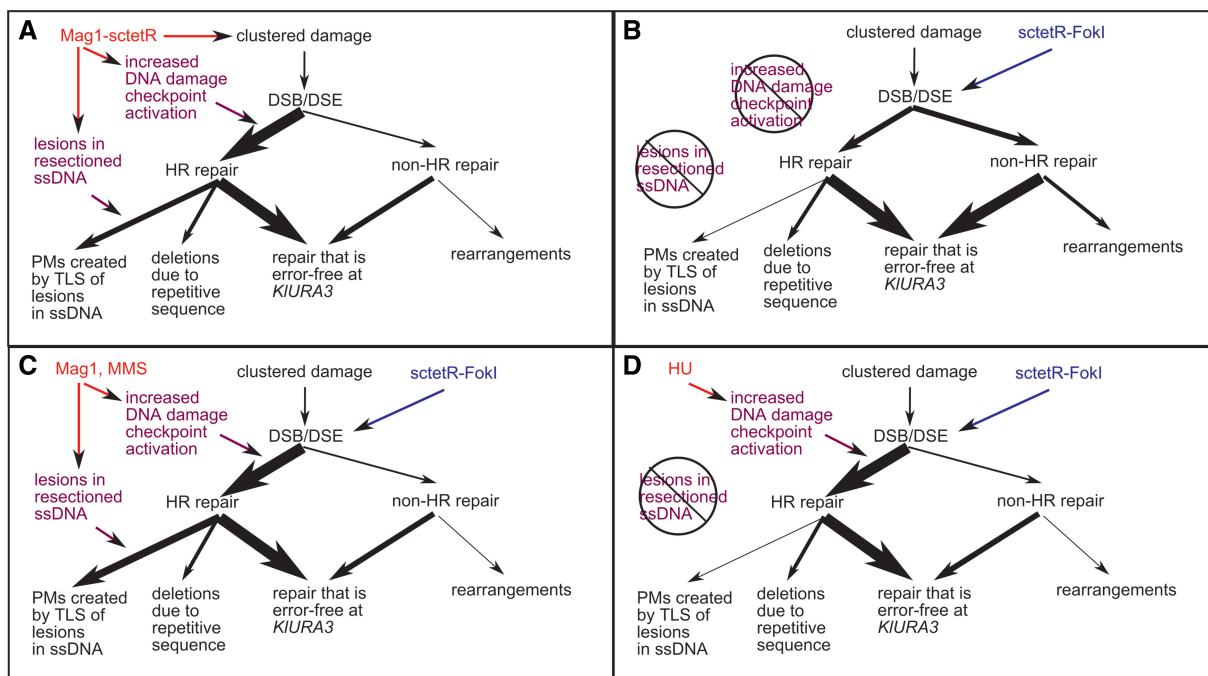 A
Mag1-sctetR
clustered damage
increased
DNA damage
checkpoint
activation
DSB/DSE
lesions in
resectioned
ssDNA
HR repair
non-HR repair
PMs created
by TLS of
lesions
in ssDNA
deletions
due to
repetitive
sequence
repair that is
error-free at
KlURA3
rearrangements
B
clustered damage
sctetR-FokI
increased
DNA damage
checkpoint
activation
DSB/DSE
lesions in
resectioned
ssDNA
HR repair
non-HR repair
PMs created
by TLS of
lesions
in ssDNA
deletions
due to
repetitive
sequence
repair that is
error-free at
KlURA3
rearrangements
C
Mag1, MMS
clustered damage
sctetR-FokI
increased
DNA damage
checkpoint
activation
DSB/DSE
lesions in
resectioned
ssDNA
HR repair
non-HR repair
PMs created
by TLS of
lesions
in ssDNA
deletions
due to
repetitive
sequence
repair that is
error-free at
KlURA3
rearrangements
D
HU
clustered damage
sctetR-FokI
increased
DNA damage
checkpoint
activation
DSB/DSE
lesions in
resectioned
ssDNA
HR repair
non-HR repair
PMs created
by TLS of
lesions
in ssDNA
deletions
due to
repetitive
sequence
repair that is
error-free at
KlURA3
rearrangements